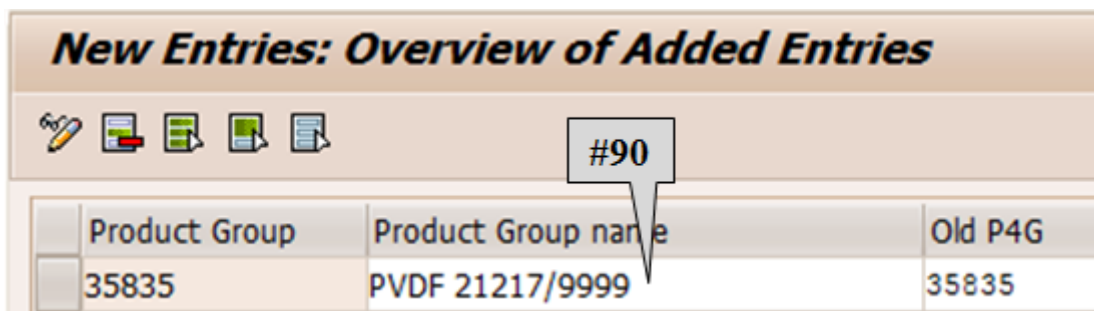 New Entries: Overview of Added Entries
#90
Product Group Product Group name Old P4G
35835 PVDF 21217/9999 35835